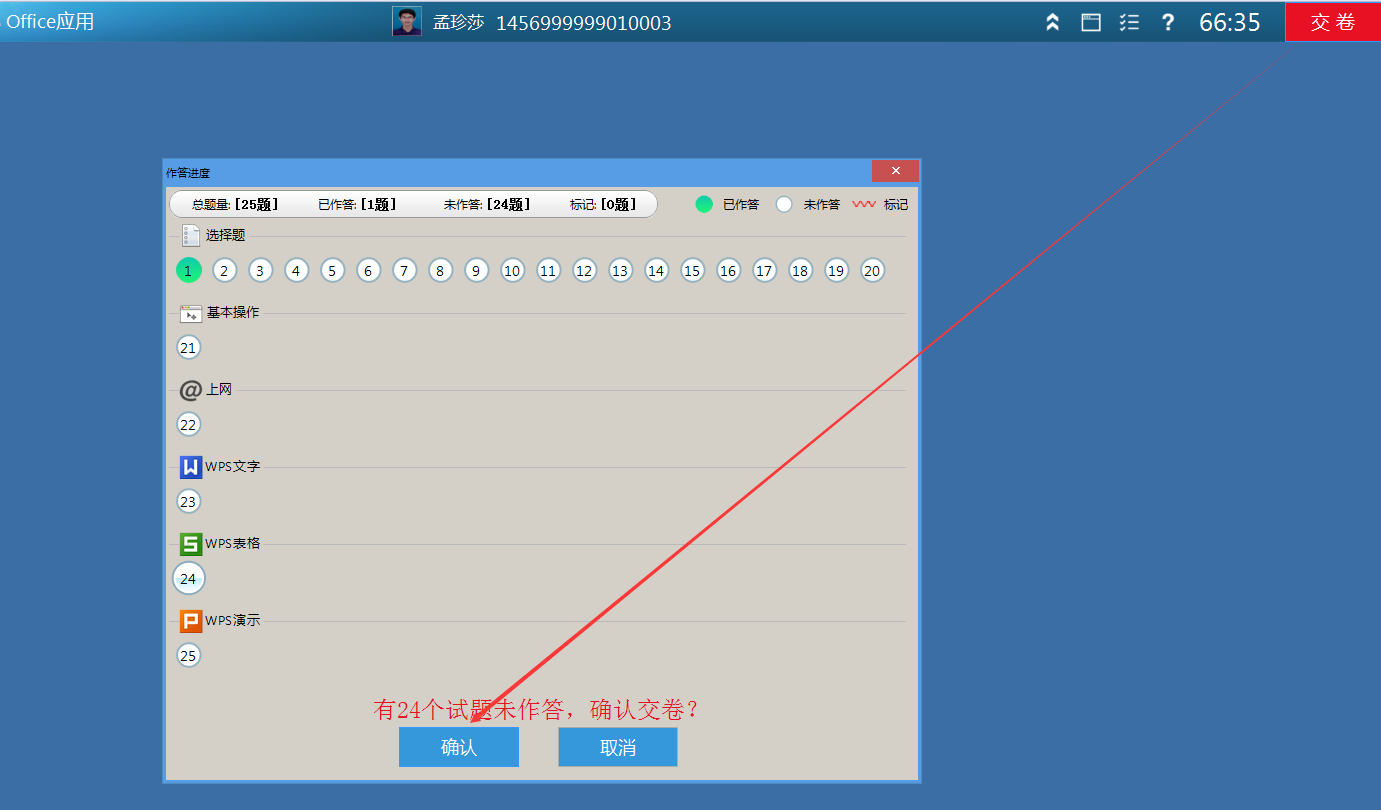 Office应用 孟珍莎 1456999999010003 ? 66:35 交卷
作答进度 ×
总题量:[25题] 已作答:[1题] 未作答:[24题] 标记:[0题] 已作答 未作答 标记
选择题
1 2 3 4 5 6 7 8 9 10 11 12 13 14 15 16 17 18 19 20
基本操作
21
@ 上网
22
W WPS文字
23
S WPS表格
24
P WPS演示
25
有24个试题未作答，确认交卷?
确认 取消